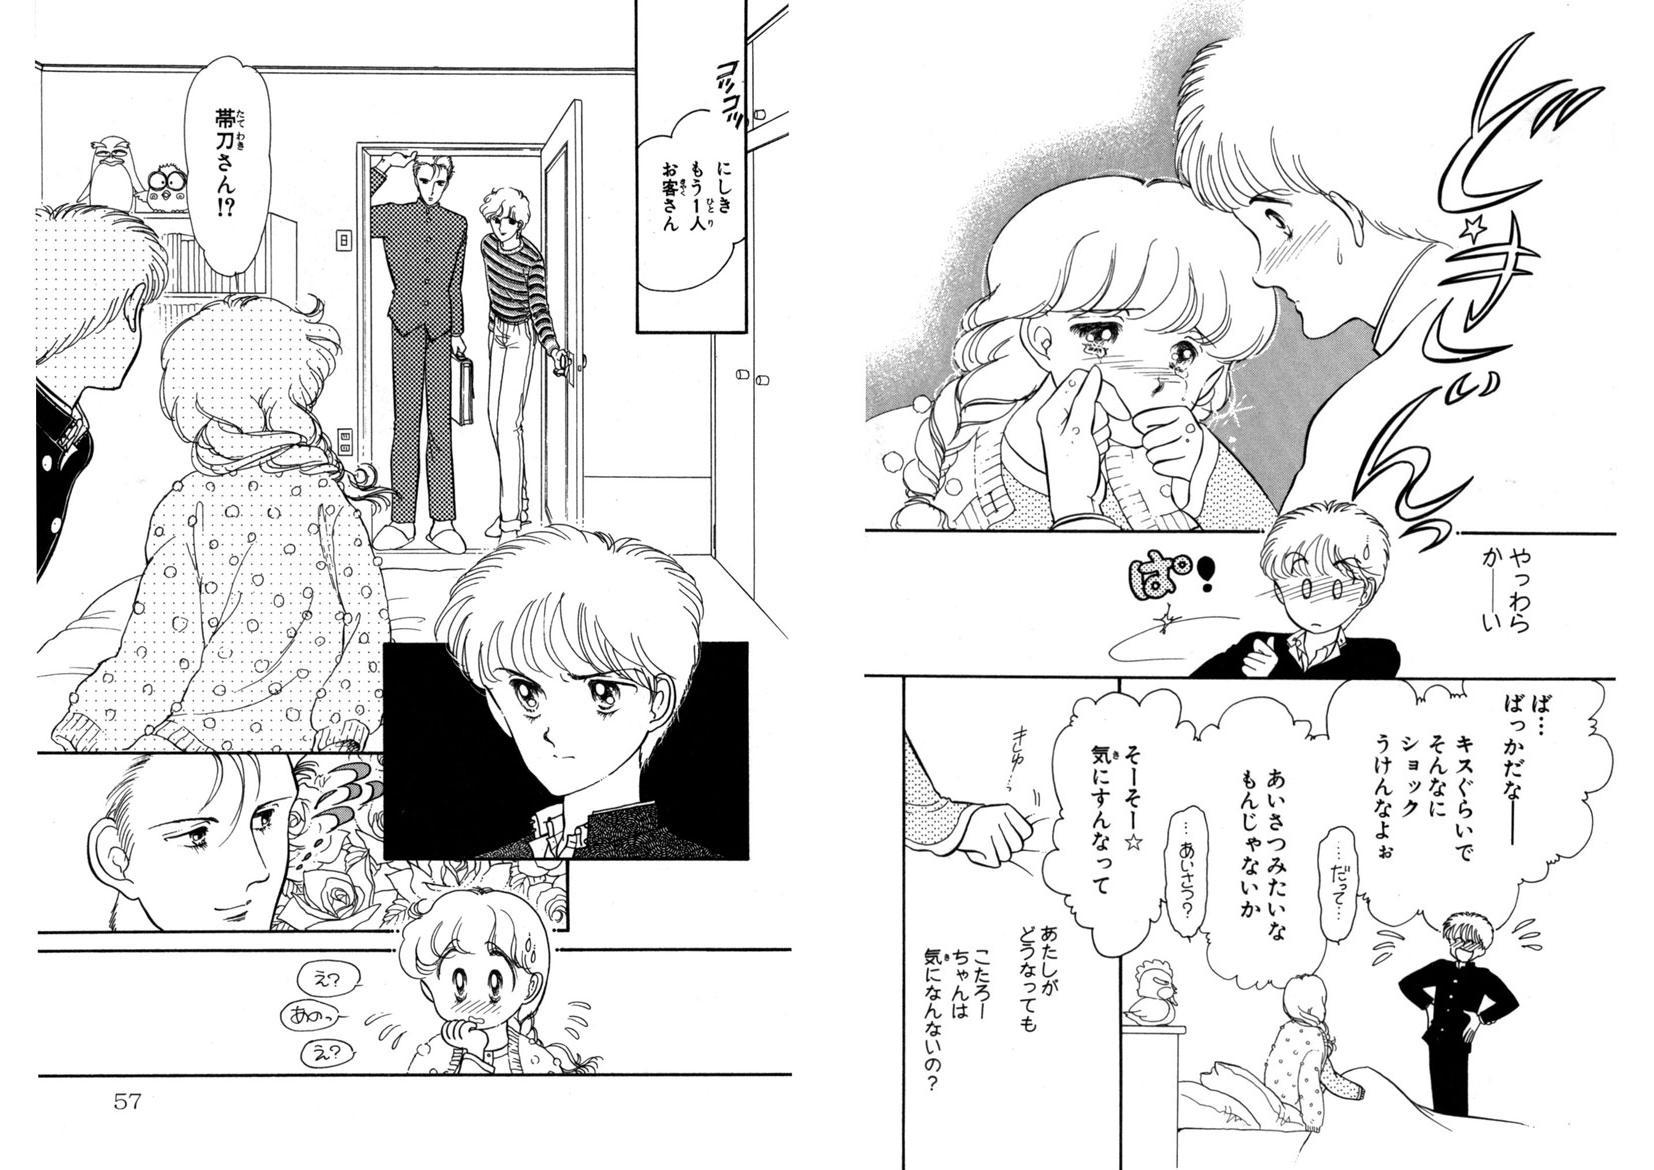 どきん
やっわら
かーい
ぱ!
ば…
ばっかだなー
キスぐらいで
そんなに
ショック
うけんなよぉ
…だって…
あいさつみたいな
もんじゃないか
…あいさつ?
そーそー☆
気にすんなって
きゅ…
あたしが
どうなっても
こたろー
ちゃんは
気になんないの?
コッコッ
にしき
もう1人
お客さん
帯刀さん!?
え?
あのっ
え?
57